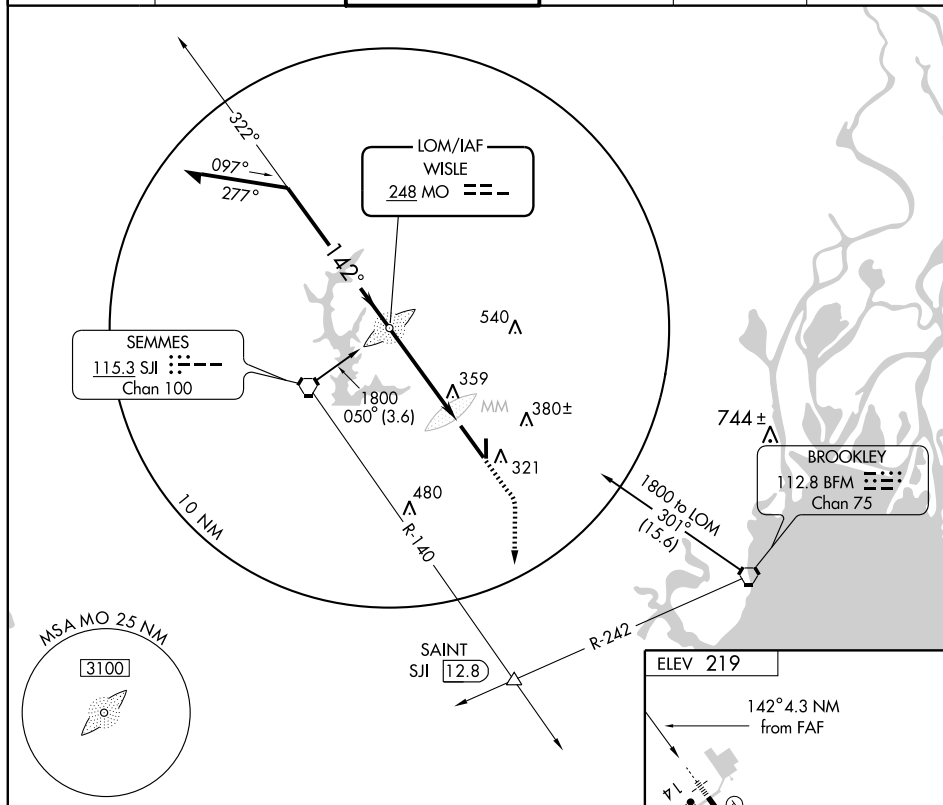 322°
097°
277°
LOM/IAF
WISLE
248 MO
142°
540
SEMMES
115.3 SJI
Chan 100
1800
050° (3.6)
359
MM
380±
321
744 ±
BROOKLEY
112.8 BFM
Chan 75
1800 to LOM
301°
(15.6)
480
R-140
10 NM
R-242
MSA MO 25 NM
3100
SAINT
SJI 12.8
ELEV 219
142° 4.3 NM
from FAF
14
A